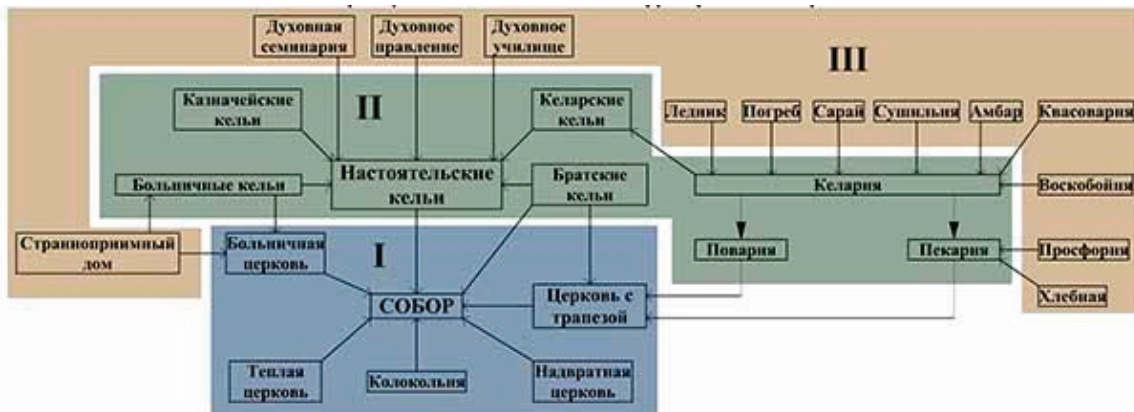 Духовная
семинария
Духовное
правление
Духовное
училище
III
II
Казначейские
кельи
Келарские
кельи
Ледник
Погреб
Сарай
Сушильня
Амбар
Квасоварня
Настоятельские
кельи
Братские
кельи
Больничные кельи
Келарня
Воскобойня
Странноприимный
дом
Больничная
церковь
I
Поварня
Пекарня
Просфорня
Хлебная
СОБОР
Церковь с
трапезой
Теплая
церковь
Колокольня
Надвратная
церковь